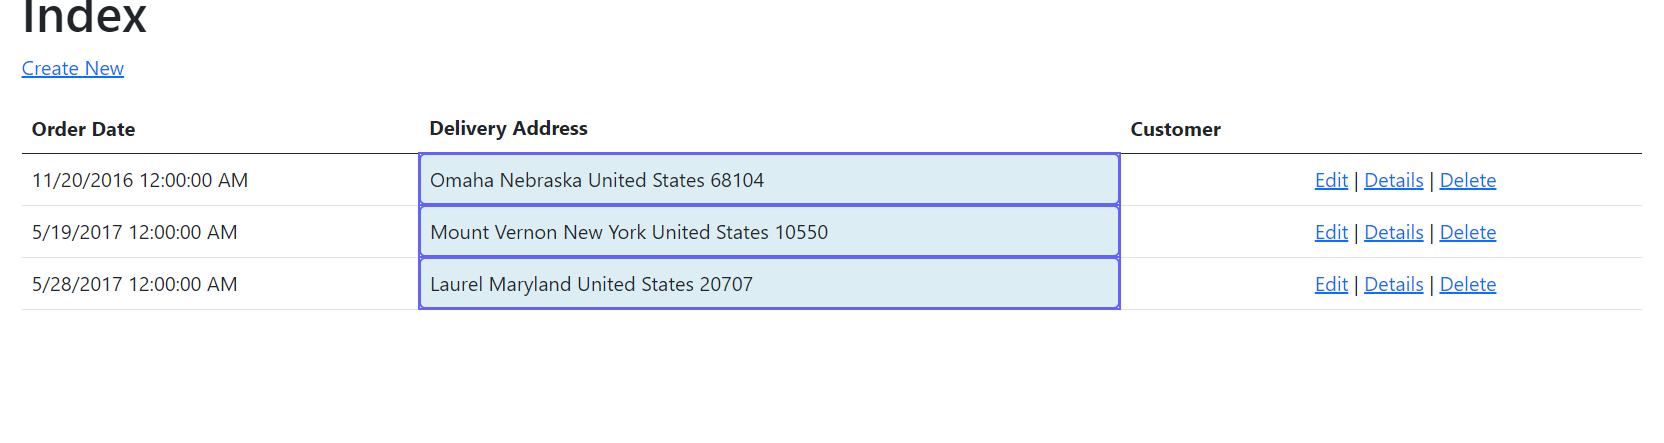 Index
Create New
Order Date Delivery Address Customer
11/20/2016 12:00:00 AM Omaha Nebraska United States 68104 Edit | Details | Delete
5/19/2017 12:00:00 AM Mount Vernon New York United States 10550 Edit | Details | Delete
5/28/2017 12:00:00 AM Laurel Maryland United States 20707 Edit | Details | Delete